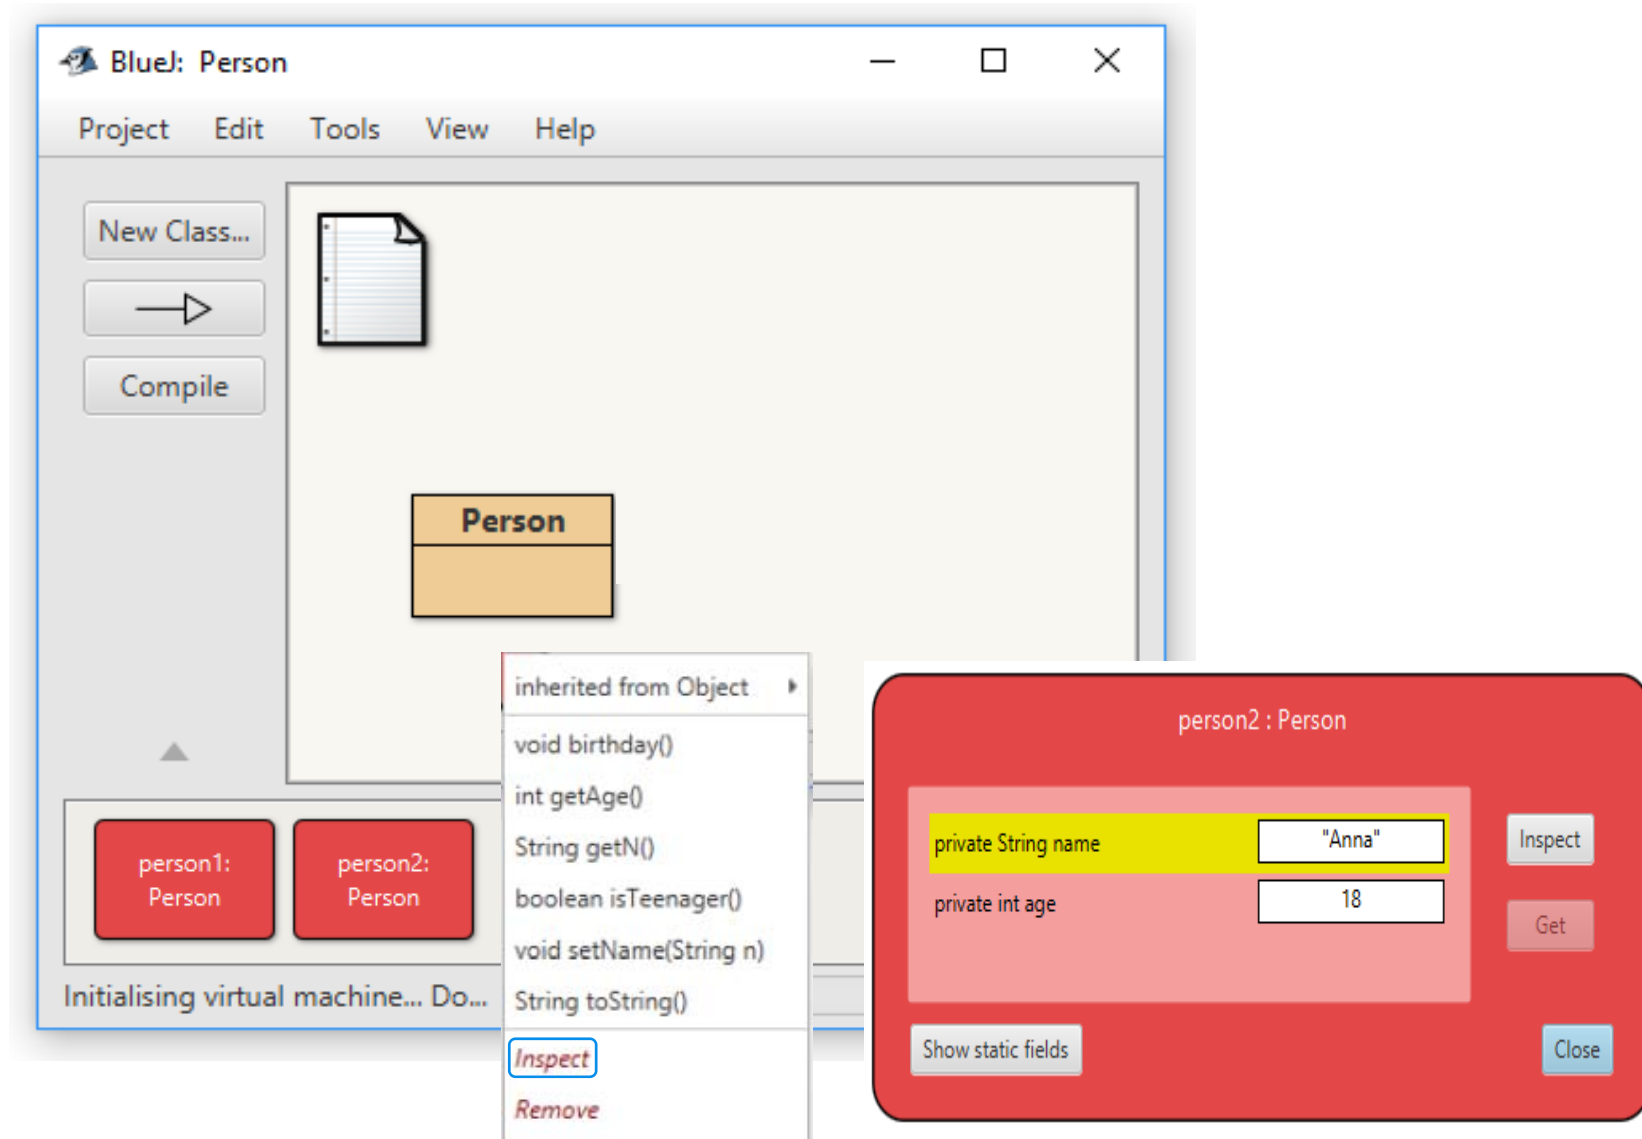 BlueJ: Person
Project Edit Tools View Help
New Class...
Compile
Person
inherited from Object
void birthday()
int getAge()
String getN()
boolean isTeenager()
void setName(String n)
String toString()
Inspect
Remove
person1:
Person
person2:
Person
Initialising virtual machine... Do...
person2 : Person
private String name "Anna"
private int age 18
Inspect
Get
Show static fields
Close